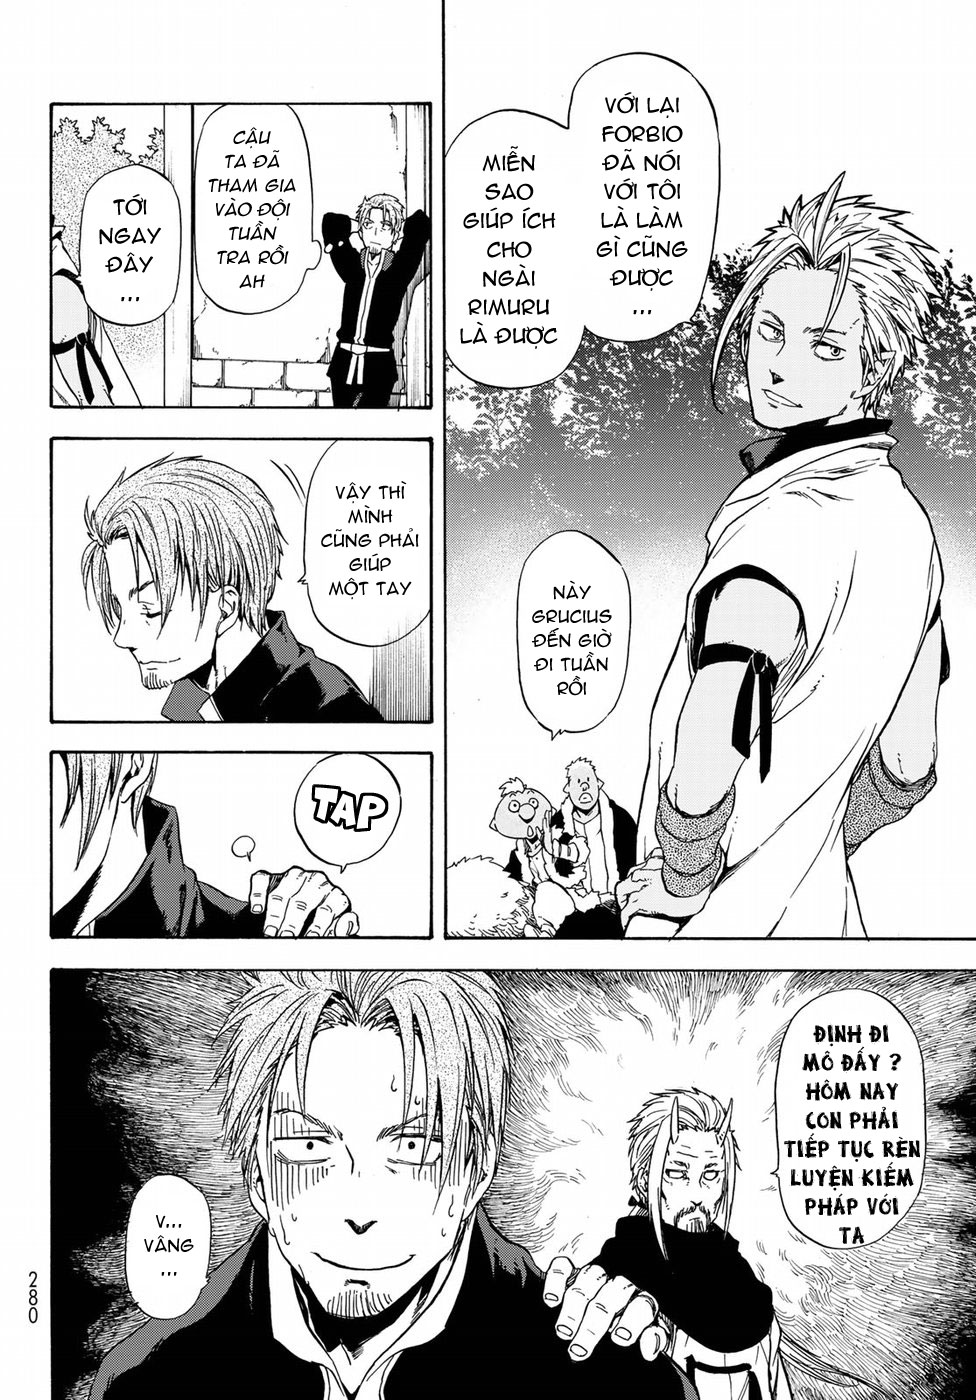 VỚI LẠI
FORBIO
ĐÃ NÓI
VỚI TÔI
LÀ LÀM
GÌ CŨNG
ĐƯỢC
...
MIỄN
SAO
GIÚP ÍCH
CHO
NGÀI
RIMURU
LÀ ĐƯỢC
NÀY
GRUCIUS
ĐẾN GIỜ
ĐI TUẦN
RỒI
CẬU
TA ĐÃ
THAM GIA
VÀO ĐỘI
TUẦN
TRA RỒI
AH
TỚI
NGAY
ĐÂY
...
VẬY THÌ
MÌNH
CŨNG PHẢI
GIÚP
MỘT TAY
TAP
ĐỊNH ĐI
MÔ ĐẤY ?
HÔM NAY
CON PHẢI
TIẾP TỤC RÈN
LUYỆN KIẾM
PHÁP VỚI
TA
V...
VÂNG
...
280